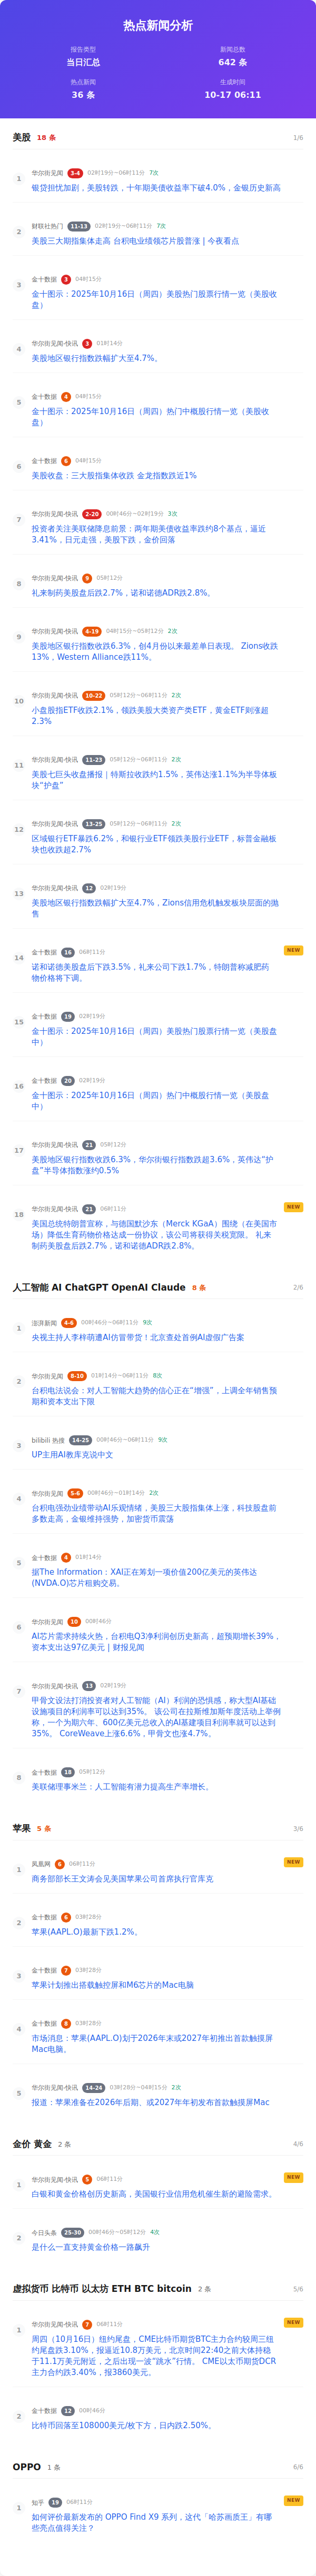 热点新闻分析
报告类型
新闻总数
当日汇总
642 条
热点新闻
生成时间
36 条
10-17 06:11
美股 18 条
1/6
1
华尔街见闻 3-4 02时19分~06时11分 7次
银贷担忧加剧，美股转跌，十年期美债收益率下破4.0%，金银历史新高
2
财联社热门 11-13 02时19分~06时11分 7次
美股三大期指集体走高 台积电业绩领芯片股普涨 | 今夜看点
3
金十数据 3 04时15分
金十图示：2025年10月16日（周四）美股热门股票行情一览（美股收
盘）
4
华尔街见闻-快讯 3 01时14分
美股地区银行指数跌幅扩大至4.7%。
5
金十数据 4 04时15分
金十图示：2025年10月16日（周四）热门中概股行情一览（美股收
盘）
6
金十数据 6 04时15分
美股收盘：三大股指集体收跌 金龙指数跌近1%
7
华尔街见闻-快讯 2-20 00时46分~02时19分 3次
投资者关注美联储降息前景：两年期美债收益率跌约8个基点，逼近
3.41%，日元走强，美股下跌，金价回落
8
华尔街见闻-快讯 9 05时12分
礼来制药美股盘后跌2.7%，诺和诺德ADR跌2.8%。
9
华尔街见闻-快讯 4-19 04时15分~05时12分 2次
美股地区银行指数收跌6.3%，创4月份以来最差单日表现。 Zions收跌
13%，Western Alliance跌11%。
10
华尔街见闻-快讯 10-22 05时12分~06时11分 2次
小盘股指ETF收跌2.1%，领跌美股大类资产类ETF，黄金ETF则涨超
2.3%
11
华尔街见闻-快讯 11-23 05时12分~06时11分 2次
美股七巨头收盘播报｜特斯拉收跌约1.5%，英伟达涨1.1%为半导体板
块“护盘”
12
华尔街见闻-快讯 13-25 05时12分~06时11分 2次
区域银行ETF暴跌6.2%，和银行业ETF领跌美股行业ETF，标普金融板
块也收跌超2.7%
13
华尔街见闻-快讯 12 02时19分
美股地区银行指数跌幅扩大至4.7%，Zions信用危机触发板块层面的抛
售
14
金十数据 16 06时11分
NEW
诺和诺德美股盘后下跌3.5%，礼来公司下跌1.7%，特朗普称减肥药
物价格将下调。
15
金十数据 19 02时19分
金十图示：2025年10月16日（周四）美股热门股票行情一览（美股盘
中）
16
金十数据 20 02时19分
金十图示：2025年10月16日（周四）热门中概股行情一览（美股盘
中）
17
华尔街见闻-快讯 21 05时12分
美股地区银行指数收跌6.3%，华尔街银行指数跌超3.6%，英伟达“护
盘”半导体指数涨约0.5%
18
华尔街见闻-快讯 21 06时11分
NEW
美国总统特朗普宣称，与德国默沙东（Merck KGaA）围绕（在美国市
场）降低生育药物价格达成一份协议，该公司将获得关税宽限。 礼来
制药美股盘后跌2.7%，诺和诺德ADR跌2.8%。
人工智能 AI ChatGPT OpenAI Claude 8 条
2/6
1
澎湃新闻 4-6 00时46分~06时11分 9次
央视主持人李梓萌遭AI仿冒带货！北京查处首例AI虚假广告案
2
华尔街见闻 8-10 01时14分~06时11分 8次
台积电法说会：对人工智能大趋势的信心正在“增强”，上调全年销售预
期和资本支出下限
3
bilibili 热搜 14-25 00时46分~06时11分 9次
UP主用AI教库克说中文
4
华尔街见闻 5-6 00时46分~01时14分 2次
台积电强劲业绩带动AI乐观情绪，美股三大股指集体上涨，科技股盘前
多数走高，金银维持强势，加密货币震荡
5
金十数据 4 01时14分
据The Information：XAI正在筹划一项价值200亿美元的英伟达
(NVDA.O)芯片租购交易。
6
华尔街见闻 10 00时46分
AI芯片需求持续火热，台积电Q3净利创历史新高，超预期增长39%，
资本支出达97亿美元 | 财报见闻
7
华尔街见闻-快讯 13 02时19分
甲骨文设法打消投资者对人工智能（AI）利润的恐惧感，称大型AI基础
设施项目的利润率可以达到35%。 该公司在拉斯维加斯年度活动上举例
称，一个为期六年、600亿美元总收入的AI基建项目利润率就可以达到
35%。 CoreWeave上涨6.6%，甲骨文也涨4.7%。
8
金十数据 18 05时12分
美联储理事米兰：人工智能有潜力提高生产率增长。
苹果 5 条
3/6
1
凤凰网 6 06时11分
NEW
商务部部长王文涛会见美国苹果公司首席执行官库克
2
金十数据 6 03时28分
苹果(AAPL.O)最新下跌1.2%。
3
金十数据 7 03时28分
苹果计划推出搭载触控屏和M6芯片的Mac电脑
4
金十数据 8 03时28分
市场消息：苹果(AAPL.O)划于2026年末或2027年初推出首款触摸屏
Mac电脑。
5
华尔街见闻-快讯 14-24 03时28分~04时15分 2次
报道：苹果准备在2026年后期、或2027年年初发布首款触摸屏Mac
金价 黄金 2 条
4/6
1
华尔街见闻-快讯 5 06时11分
NEW
白银和黄金价格创历史新高，美国银行业信用危机催生新的避险需求。
2
今日头条 25-30 00时46分~05时12分 4次
是什么一直支持黄金价格一路飙升
虚拟货币 比特币 以太坊 ETH BTC bitcoin 2 条
5/6
1
华尔街见闻-快讯 7 06时11分
NEW
周四（10月16日）纽约尾盘，CME比特币期货BTC主力合约较周三纽
约尾盘跌3.10%，报逼近10.8万美元，北京时间22:40之前大体持稳
于11.1万美元附近，之后出现一波“跳水”行情。 CME以太币期货DCR
主力合约跌3.40%，报3860美元。
2
金十数据 12 00时46分
比特币回落至108000美元/枚下方，日内跌2.50%。
OPPO 1 条
6/6
1
知乎 19 06时11分
NEW
如何评价最新发布的 OPPO Find X9 系列，这代「哈苏画质王」有哪
些亮点值得关注？